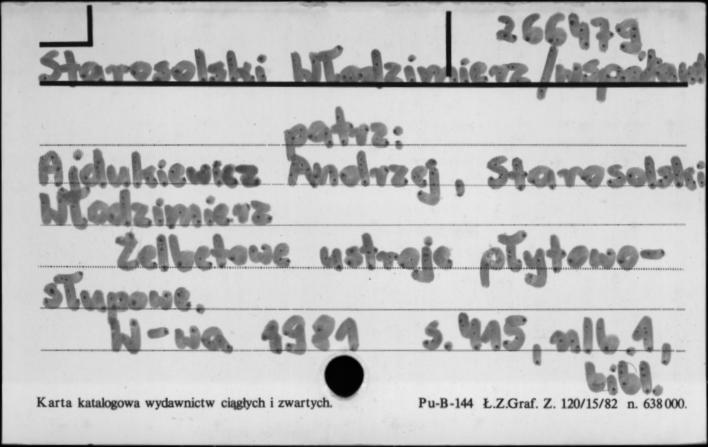 266479
Starosolski Włodzimierz /współaut
patrz:
Ajdukiewicz Andrzej, Starosolski
Włodzimierz
Żelbetowe ustroje płytowo-
słupowe.
W-wa 1981 s. 415, nlb. 1,
bibl.
Karta katalogowa wydawnictw ciągłych i zwartych. Pu-B-144 Ł.Z.Graf. Z. 120/15/82 n. 638000.